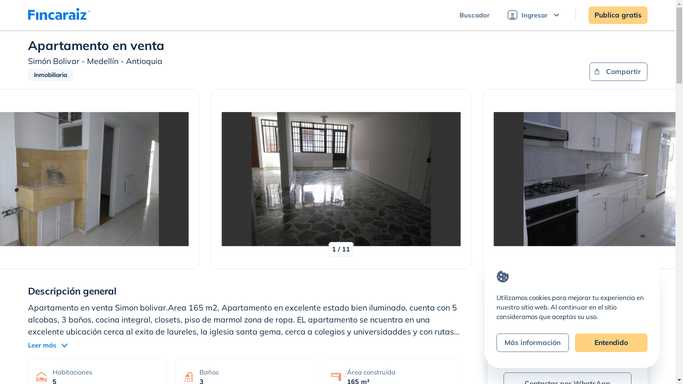 Fincaraiz
Buscador
Ingresar
Publica gratis
Apartamento en venta
Simón Bolivar - Medellín - Antioquia
Inmobiliaria
Compartir
1 / 11
Descripción general
Apartamento en venta Simon bolivar.Area 165 m2, Apartamento en excelente estado bien iluminado, cuenta con 5
alcobas, 3 baños, cocina integral, closets, piso de marmol zona de ropa. EL apartamento se ncuentra en una
excelente ubicación cerca al exito de laureles, la iglesia santa gema, cerca a colegios y universidaddes y con rutas...
Leer más
Habitaciones
5
Baños
3
Área construida
165 m²
Utilizamos cookies para mejorar tu experiencia en
nuestro sitio web. Al continuar en el sitio
consideramos que aceptas su uso.
Más información
Entendido
Contactar por WhatsApp